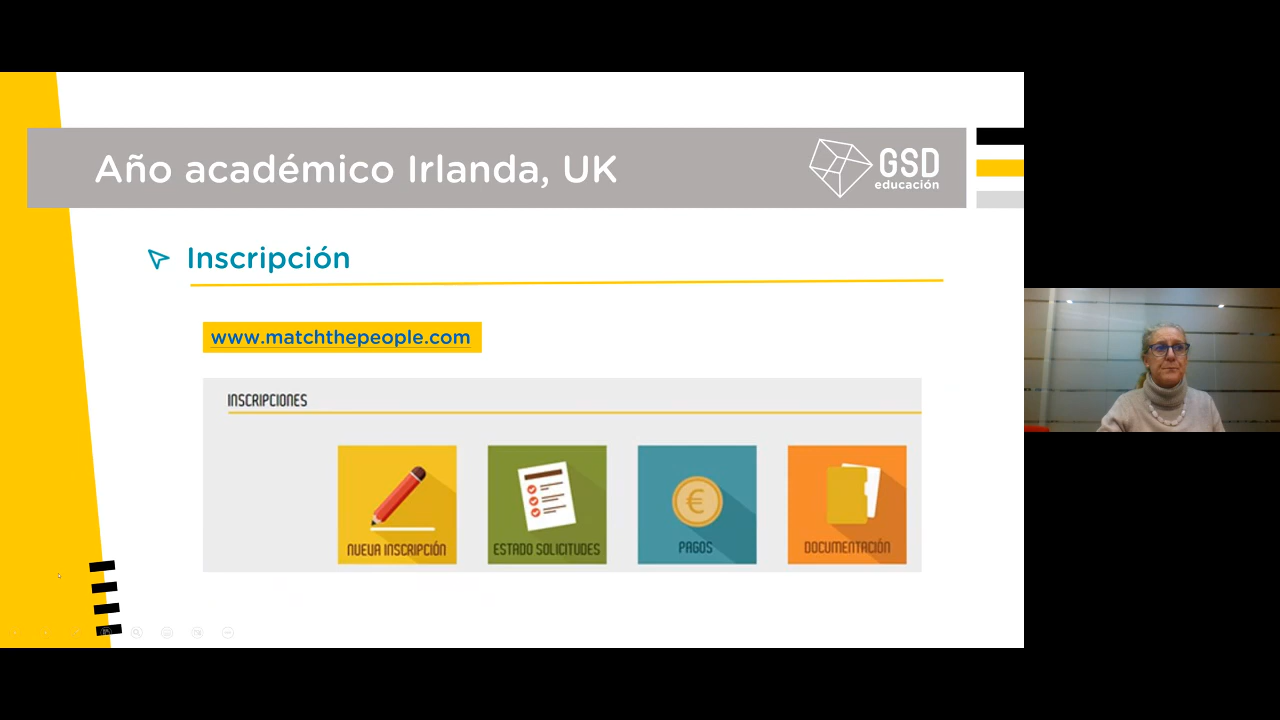 Año académico Irlanda, UK
GSD
educación
Inscripción
www.matchthepeople.com
INSCRIPCIONES
NUEVA INSCRIPCIÓN
ESTADO SOLICITUDES
PAGOS
DOCUMENTACIÓN